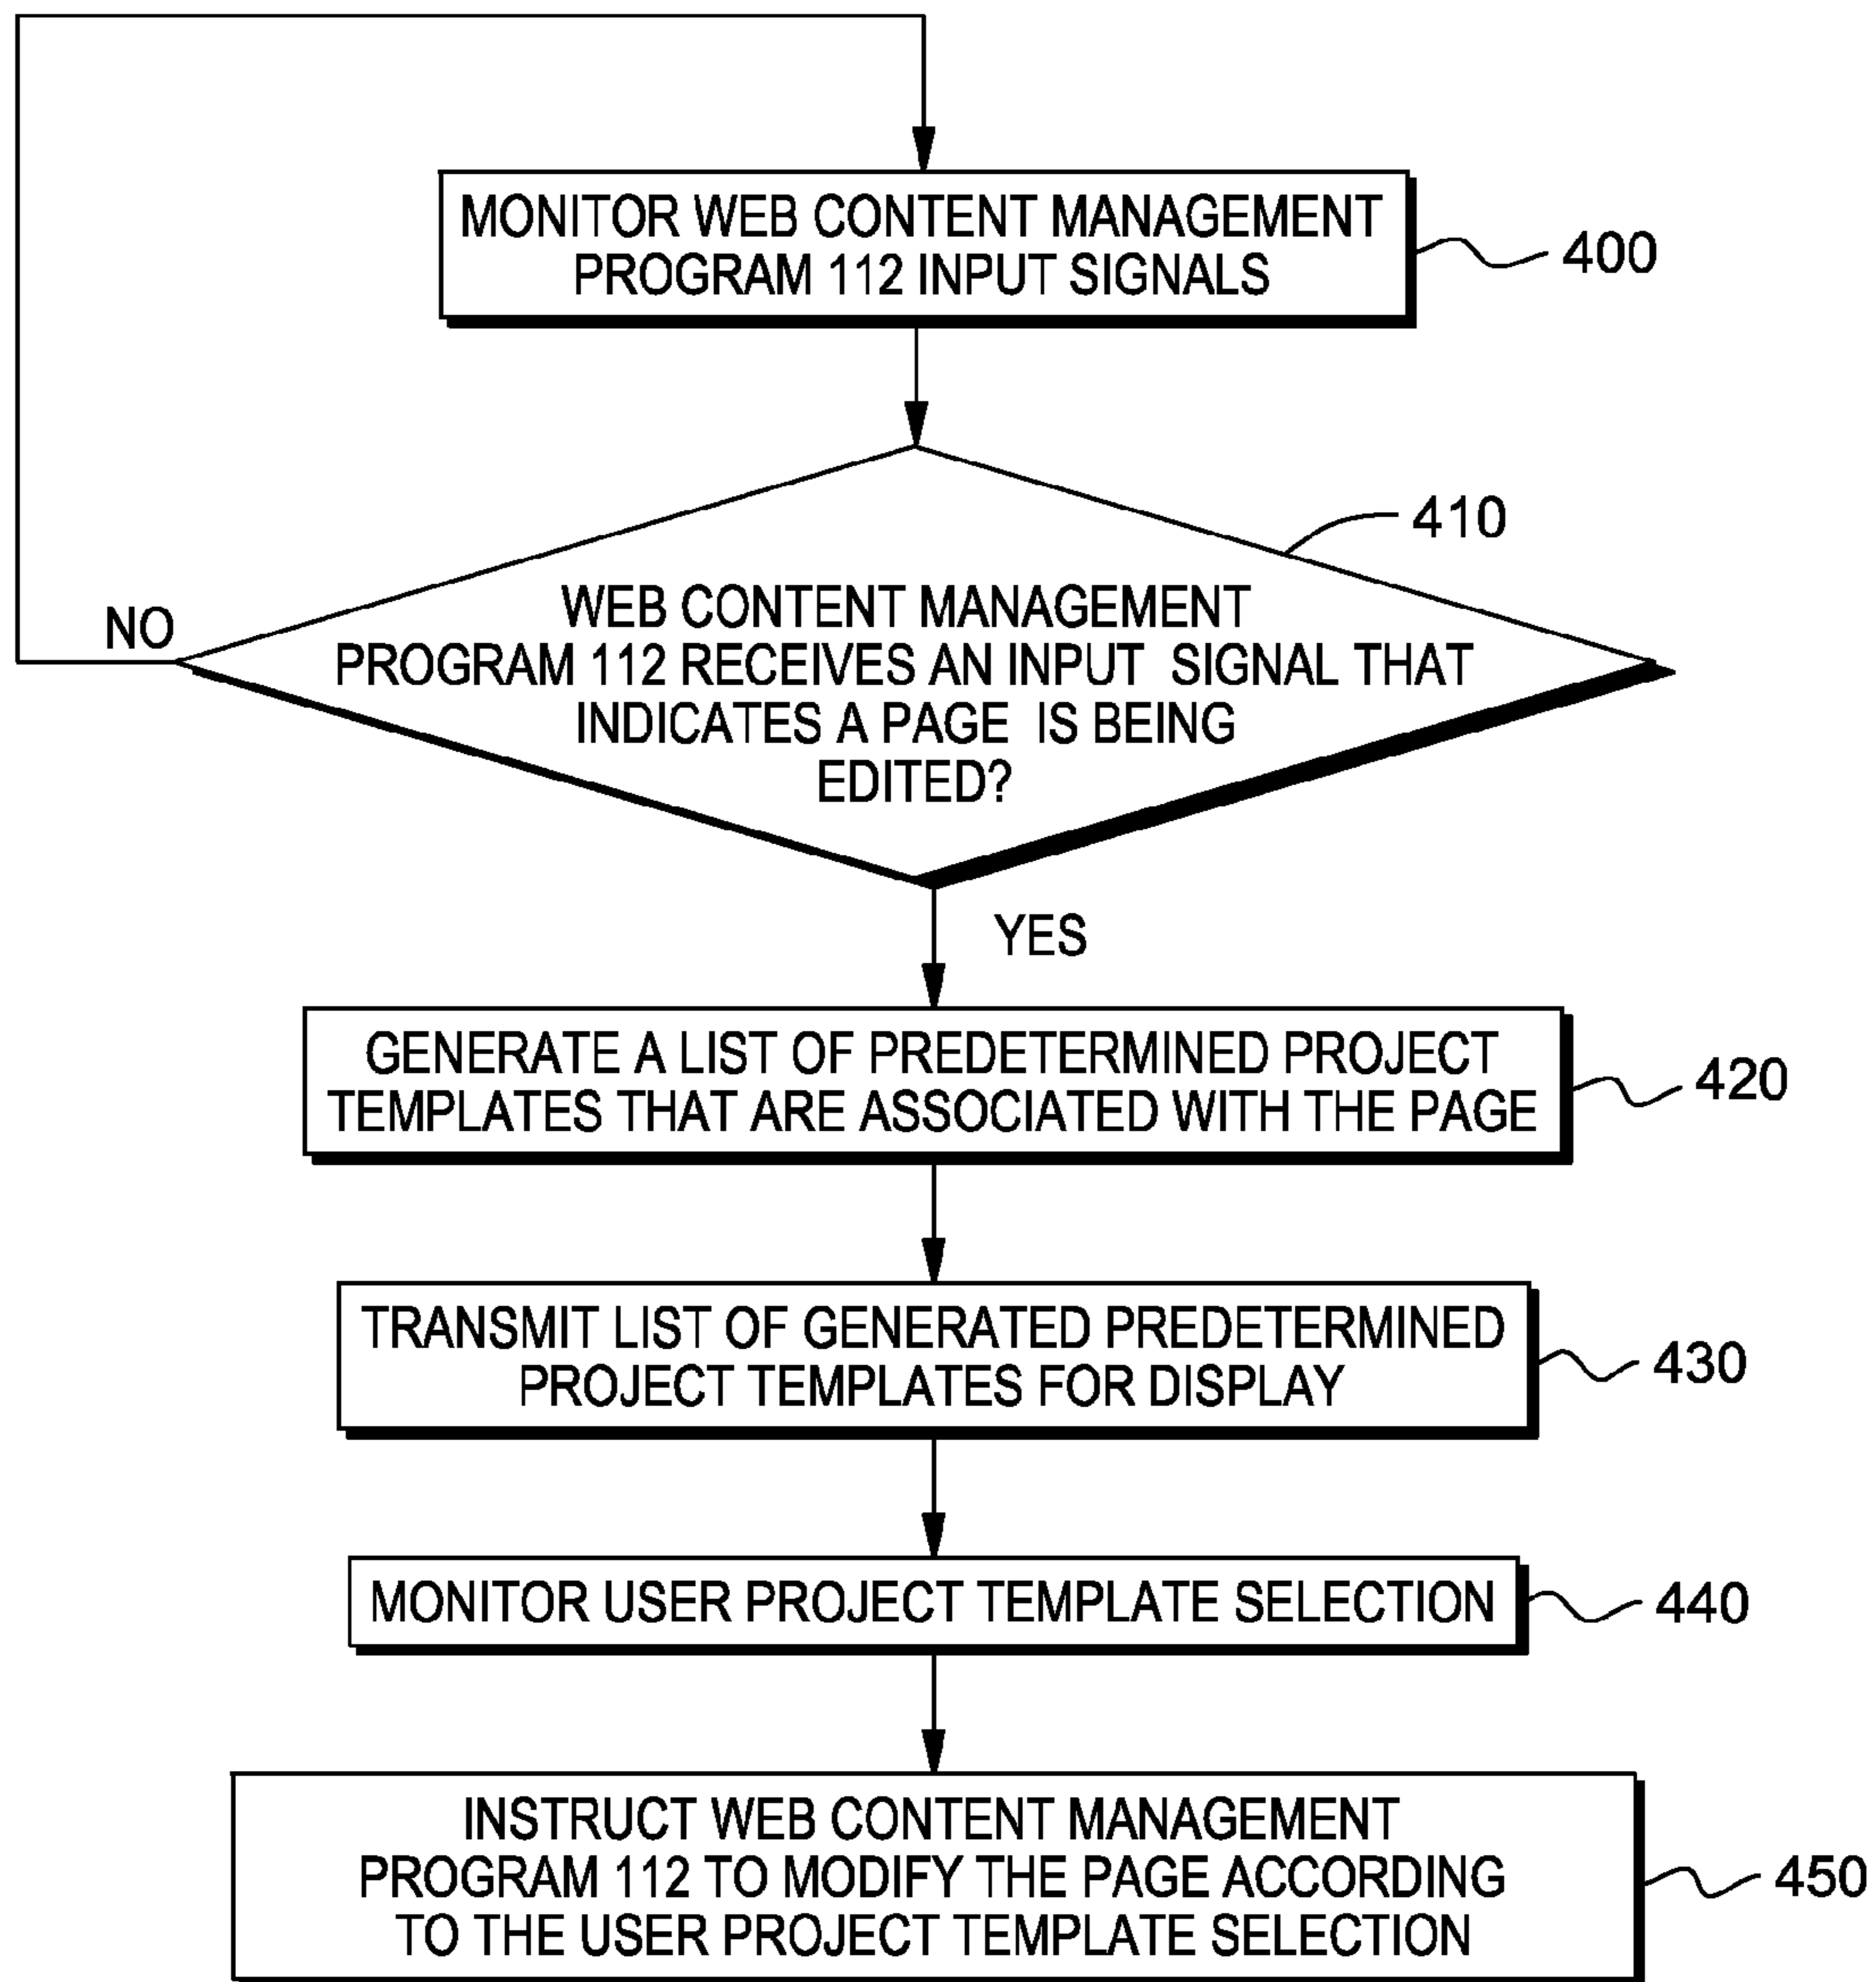 MONITOR WEB CONTENT MANAGEMENT
PROGRAM 112 INPUT SIGNALS
400
410
WEB CONTENT MANAGEMENT
PROGRAM 112 RECEIVES AN INPUT SIGNAL THAT
INDICATES A PAGE IS BEING
EDITED?
NO
YES
GENERATE A LIST OF PREDETERMINED PROJECT
TEMPLATES THAT ARE ASSOCIATED WITH THE PAGE
420
TRANSMIT LIST OF GENERATED PREDETERMINED
PROJECT TEMPLATES FOR DISPLAY
430
MONITOR USER PROJECT TEMPLATE SELECTION
440
INSTRUCT WEB CONTENT MANAGEMENT
PROGRAM 112 TO MODIFY THE PAGE ACCORDING
TO THE USER PROJECT TEMPLATE SELECTION
450